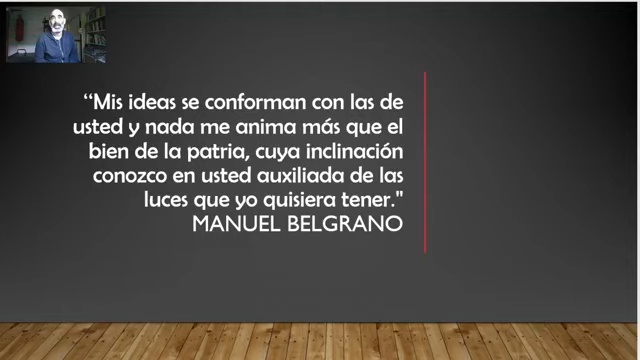 “Mis ideas se conforman con las de
usted y nada me anima más que el
bien de la patria, cuya inclinación
conozco en usted auxiliada de las
luces que yo quisiera tener."
MANUEL BELGRANO